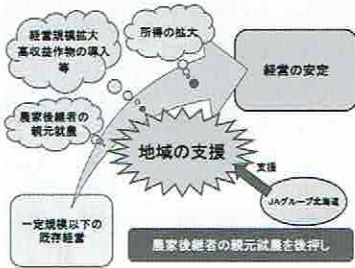 経営規模拡大
高収益作物の導入
等
所得の拡大
経営の安定
農家後継者の
親元就農
地域の支援
支援
JAグループ北海道
一定規模以下の
既存経営
農家後継者の親元就農を後押し